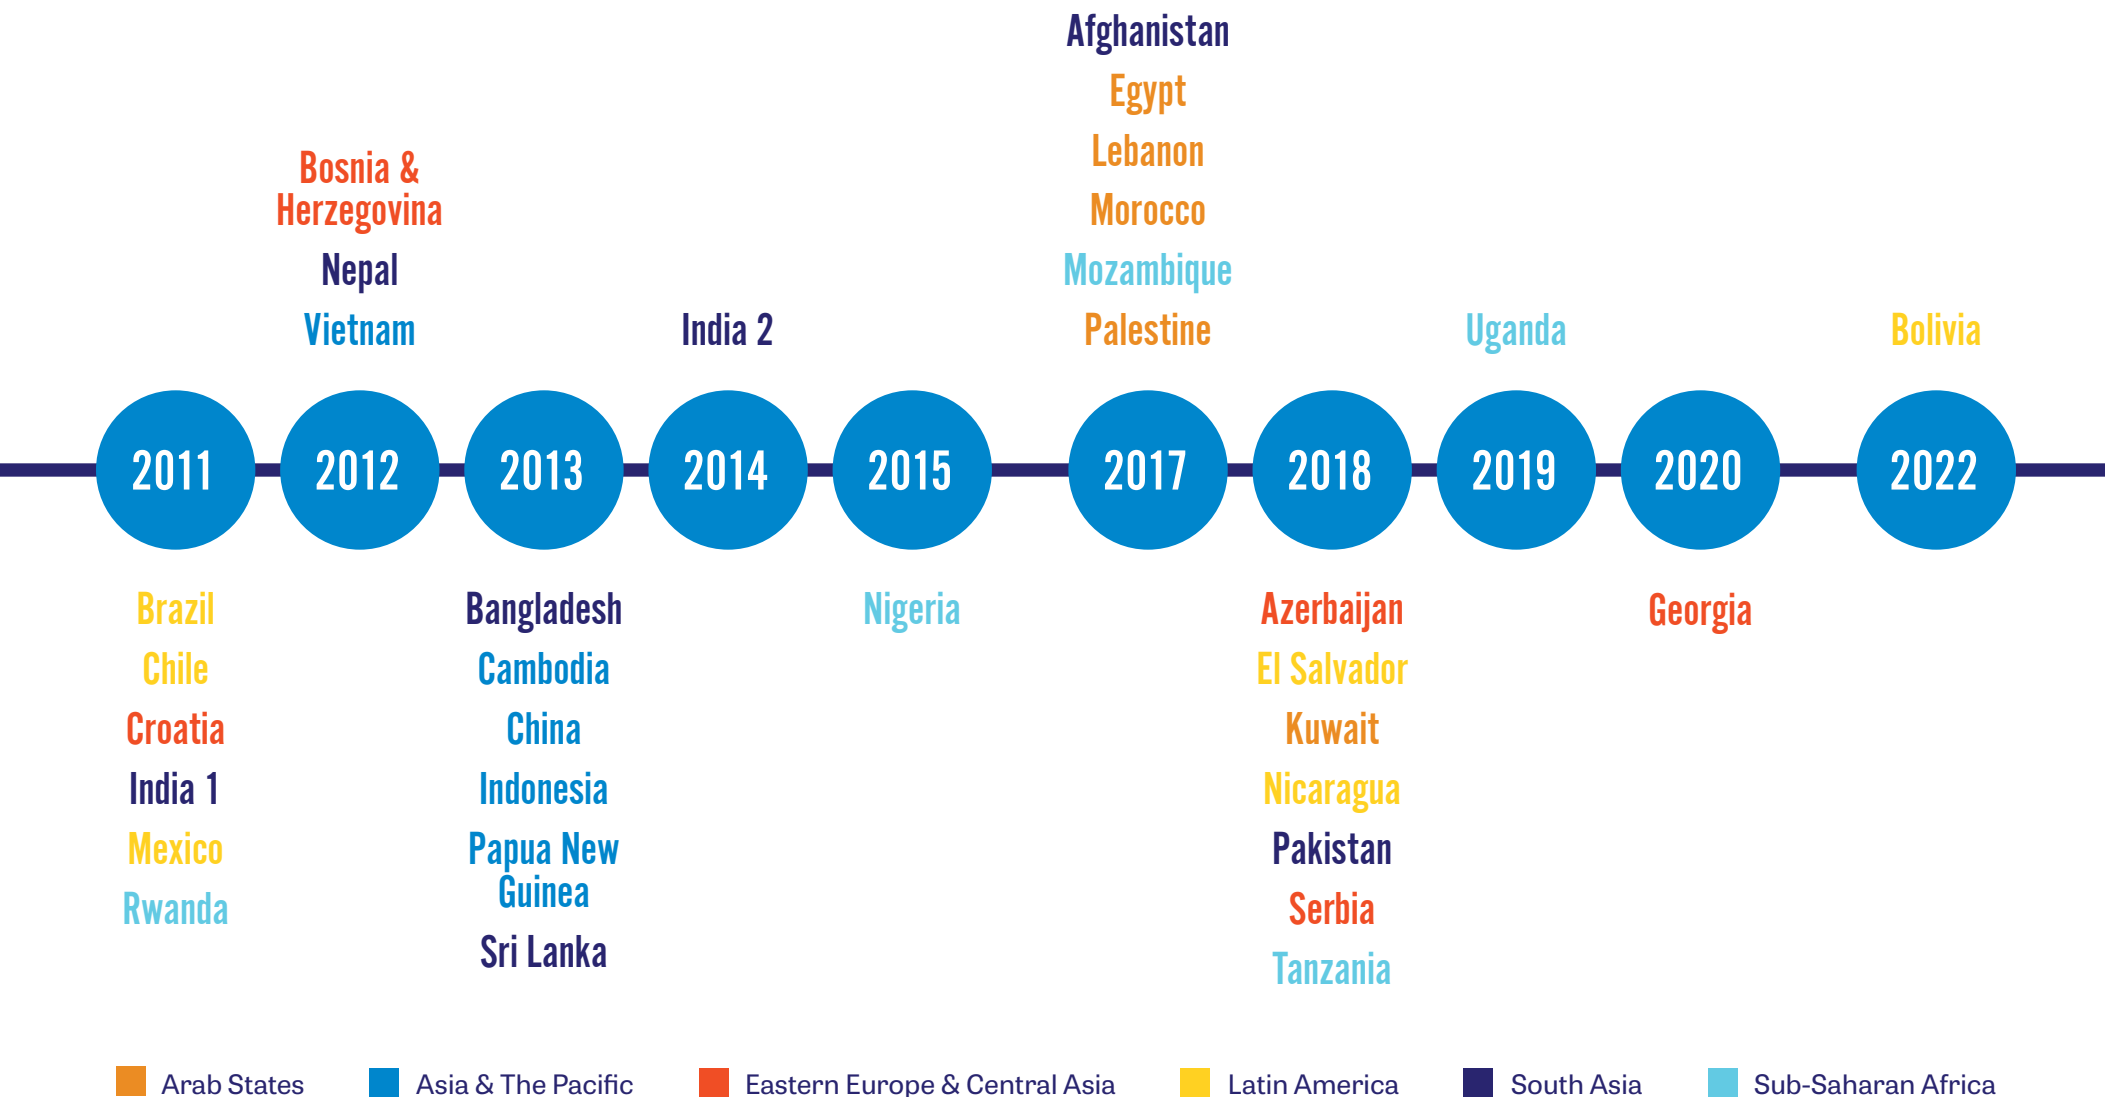 Afghanistan
Egypt
Lebanon
Morocco
Mozambique
Palestine
Bosnia &
Herzegovina
Nepal
Vietnam
India 2
Uganda
Bolivia
2011
2012
2013
2014
2015
2017
2018
2019
2020
2022
Brazil
Chile
Croatia
India 1
Mexico
Rwanda
Bangladesh
Cambodia
China
Indonesia
Papua New
Guinea
Sri Lanka
Nigeria
Azerbaijan
El Salvador
Kuwait
Nicaragua
Pakistan
Serbia
Tanzania
Georgia
Arab States
Asia & The Pacific
Eastern Europe & Central Asia
Latin America
South Asia
Sub-Saharan Africa